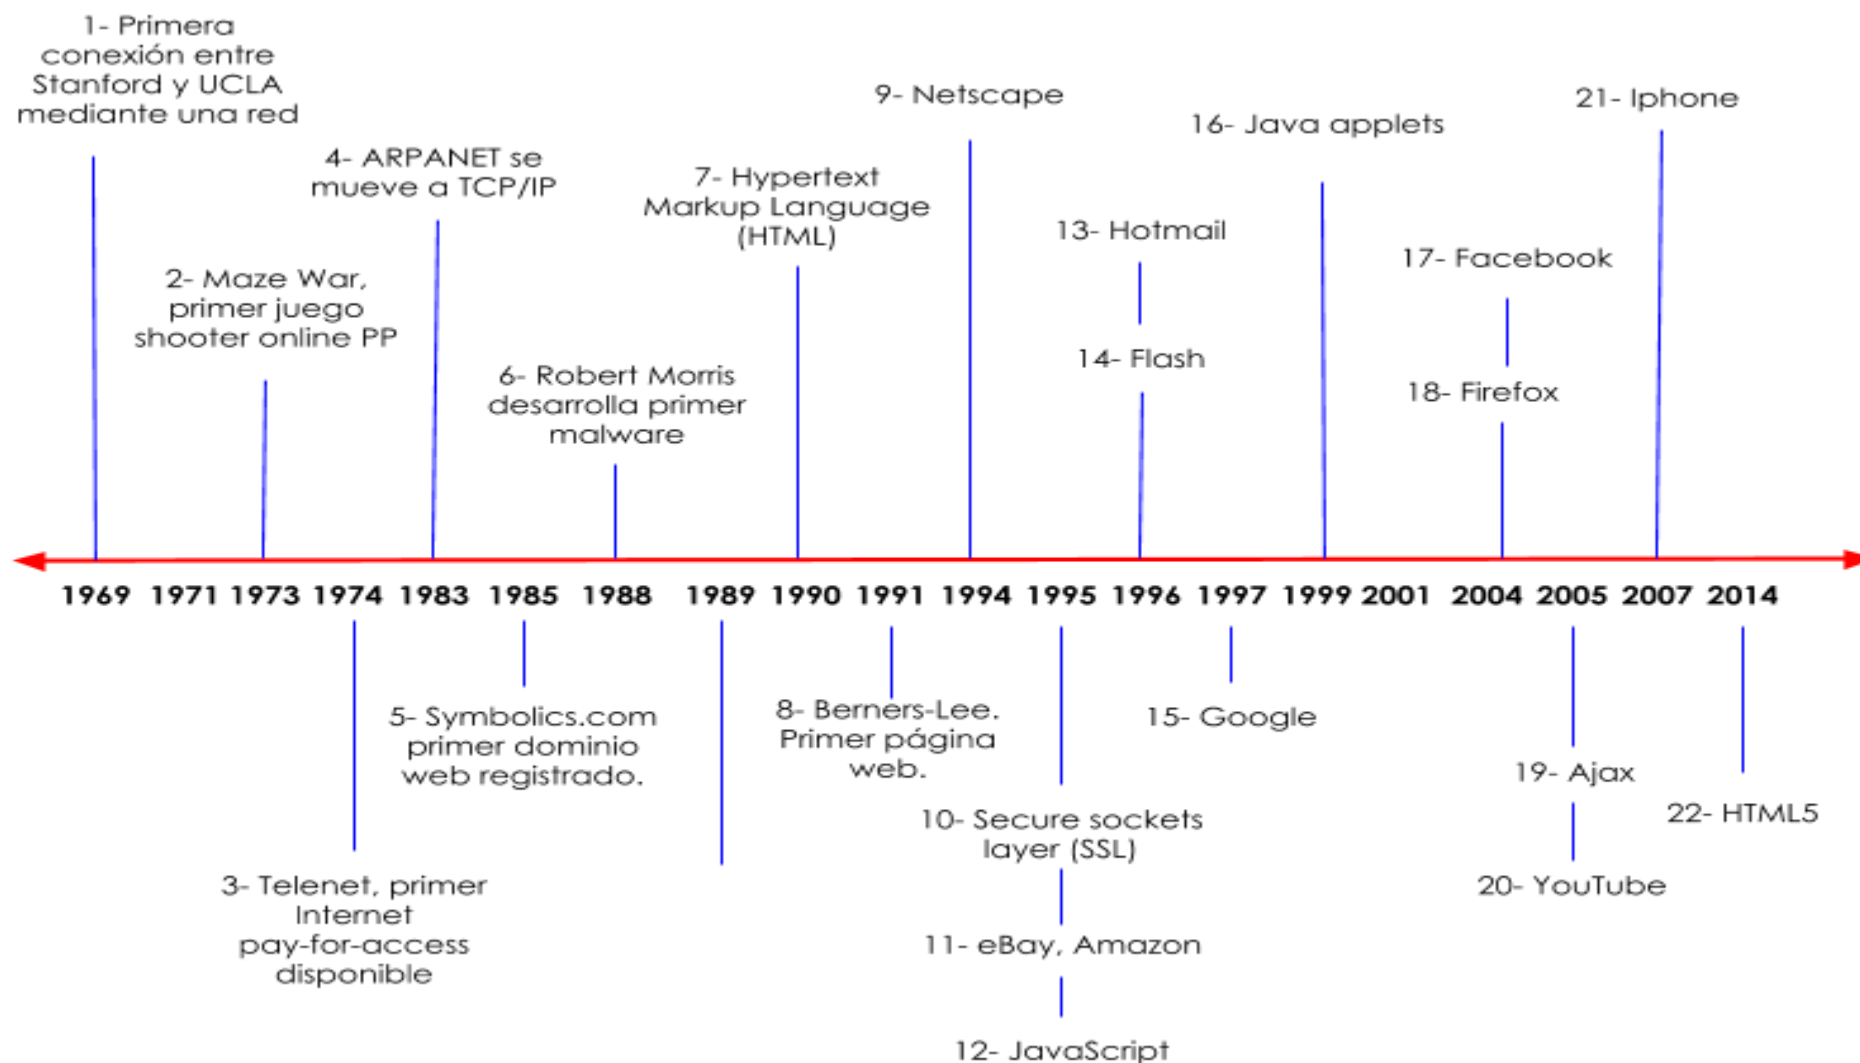 1- Primera
conexión entre
Stanford y UCLA
mediante una red
2- Maze War,
primer juego
shooter online PP
4- ARPANET se
mueve a TCP/IP
6- Robert Morris
desarrolla primer
malware
7- Hypertext
Markup Language
(HTML)
9- Netscape
13- Hotmail
14- Flash
16- Java applets
17- Facebook
18- Firefox
21- Iphone
1969 1971 1973 1974 1983 1985 1988 1989 1990 1991 1994 1995 1996 1997 1999 2001 2004 2005 2007 2014
3- Telenet, primer
Internet
pay-for-access
disponible
5- Symbolics.com
primer dominio
web registrado.
8- Berners-Lee.
Primer página
web.
10- Secure sockets
layer (SSL)
11- eBay, Amazon
12- JavaScript
15- Google
19- Ajax
20- YouTube
22- HTML5